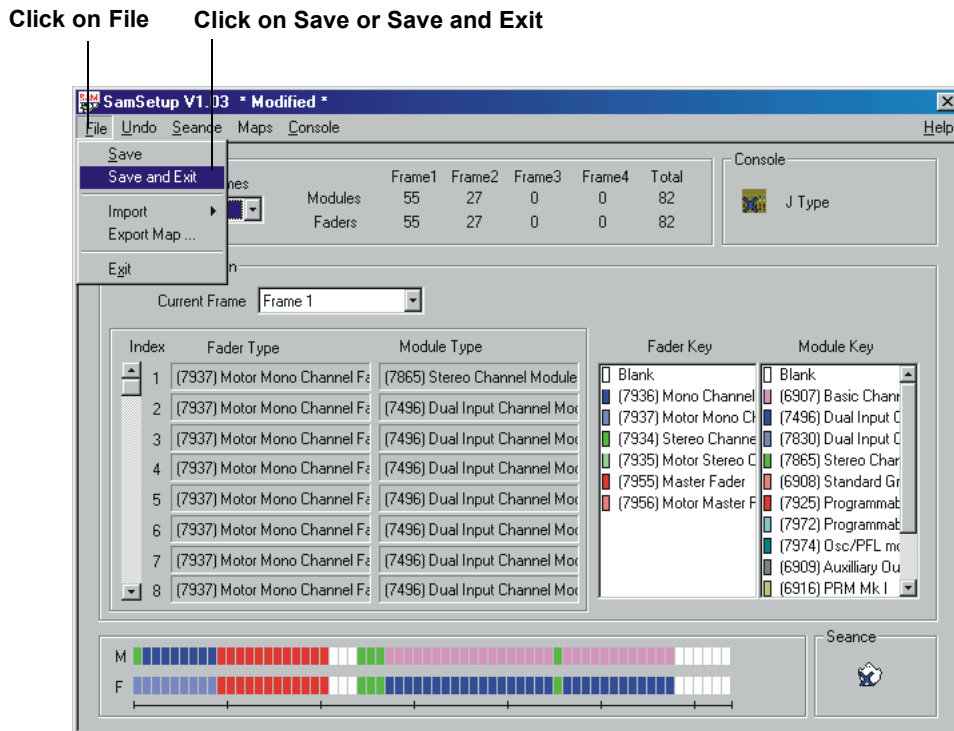 Click on File Click on Save or Save and Exit
SamSetup V1.03 * Modified *
File Undo Seance Maps Console Help
Save
Save and Exit
Import
Export Map ...
Exit
Frame1 Frame2 Frame3 Frame4 Total
Modules 55 27 0 0 82
Faders 55 27 0 0 82
Console
J Type
Current Frame Frame 1
Index Fader Type Module Type
1 (7937) Motor Mono Channel Fa (7865) Stereo Channel Module
2 (7937) Motor Mono Channel Fa (7496) Dual Input Channel Mod
3 (7937) Motor Mono Channel Fa (7496) Dual Input Channel Mod
4 (7937) Motor Mono Channel Fa (7496) Dual Input Channel Mod
5 (7937) Motor Mono Channel Fa (7496) Dual Input Channel Mod
6 (7937) Motor Mono Channel Fa (7496) Dual Input Channel Mod
7 (7937) Motor Mono Channel Fa (7496) Dual Input Channel Mod
8 (7937) Motor Mono Channel Fa (7496) Dual Input Channel Mod
Fader Key
Blank
(7936) Mono Channel
(7937) Motor Mono Ch
(7934) Stereo Channe
(7935) Motor Stereo C
(7955) Master Fader
(7956) Motor Master F
Module Key
Blank
(6907) Basic Chann
(7496) Dual Input C
(7830) Dual Input C
(7865) Stereo Char
(6908) Standard Gr
(7925) Programmab
(7972) Programmab
(7974) Osc/PFL mo
(6909) Auxilliary Ou
(6916) PRM Mk I
M
F
Seance